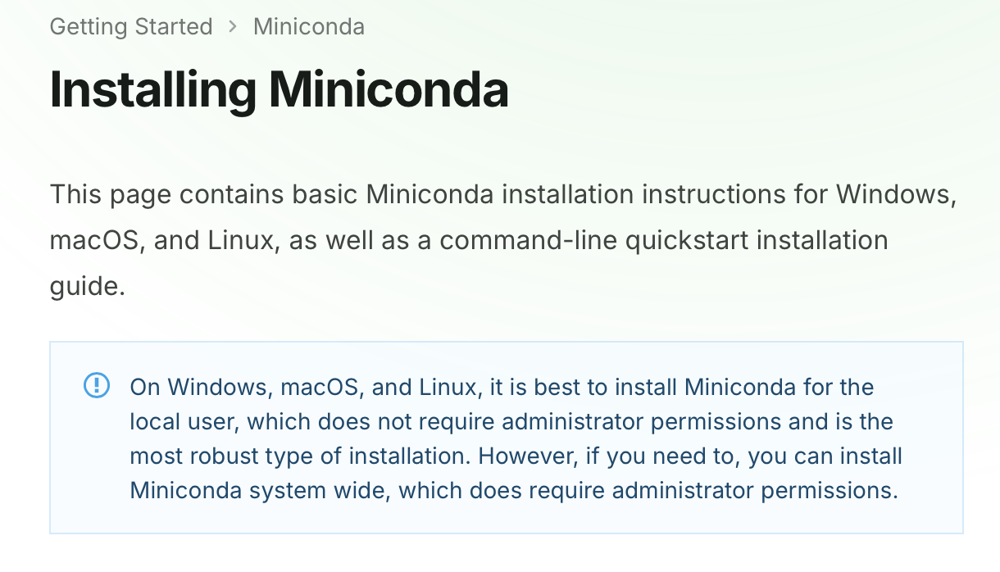 Getting Started > Miniconda
Installing Miniconda
This page contains basic Miniconda installation instructions for Windows,
macOS, and Linux, as well as a command-line quickstart installation
guide.
On Windows, macOS, and Linux, it is best to install Miniconda for the
local user, which does not require administrator permissions and is the
most robust type of installation. However, if you need to, you can install
Miniconda system wide, which does require administrator permissions.